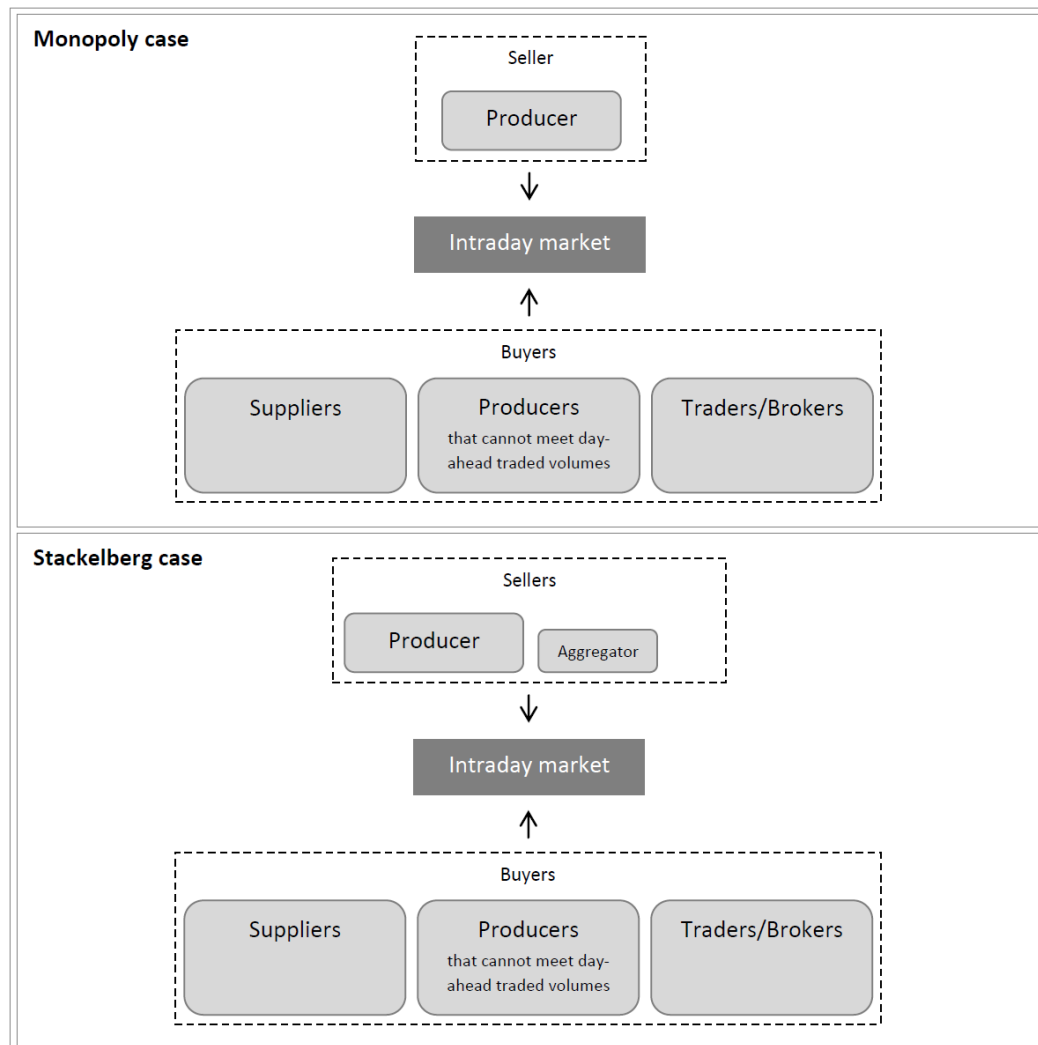 Monopoly case
Seller
Producer
Intraday market
Buyers
Suppliers
Producers
that cannot meet day-
ahead traded volumes
Traders/Brokers
Stackelberg case
Sellers
Producer
Aggregator
Intraday market
Buyers
Suppliers
Producers
that cannot meet day-
ahead traded volumes
Traders/Brokers